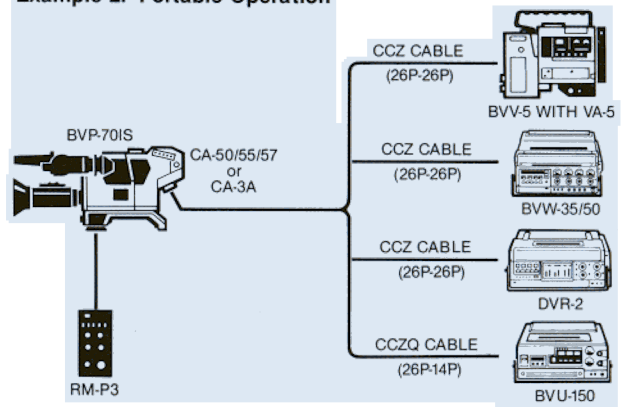 Example 2. Portable Operation
CCZ CABLE
(26P-26P)
BVV-5 WITH VA-5
BVP-70IS
CA-50/55/57
or
CA-3A
CCZ CABLE
(26P-26P)
BVW-35/50
CCZ CABLE
(26P-26P)
DVR-2
CCZQ CABLE
(26P-14P)
BVU-150
RM-P3